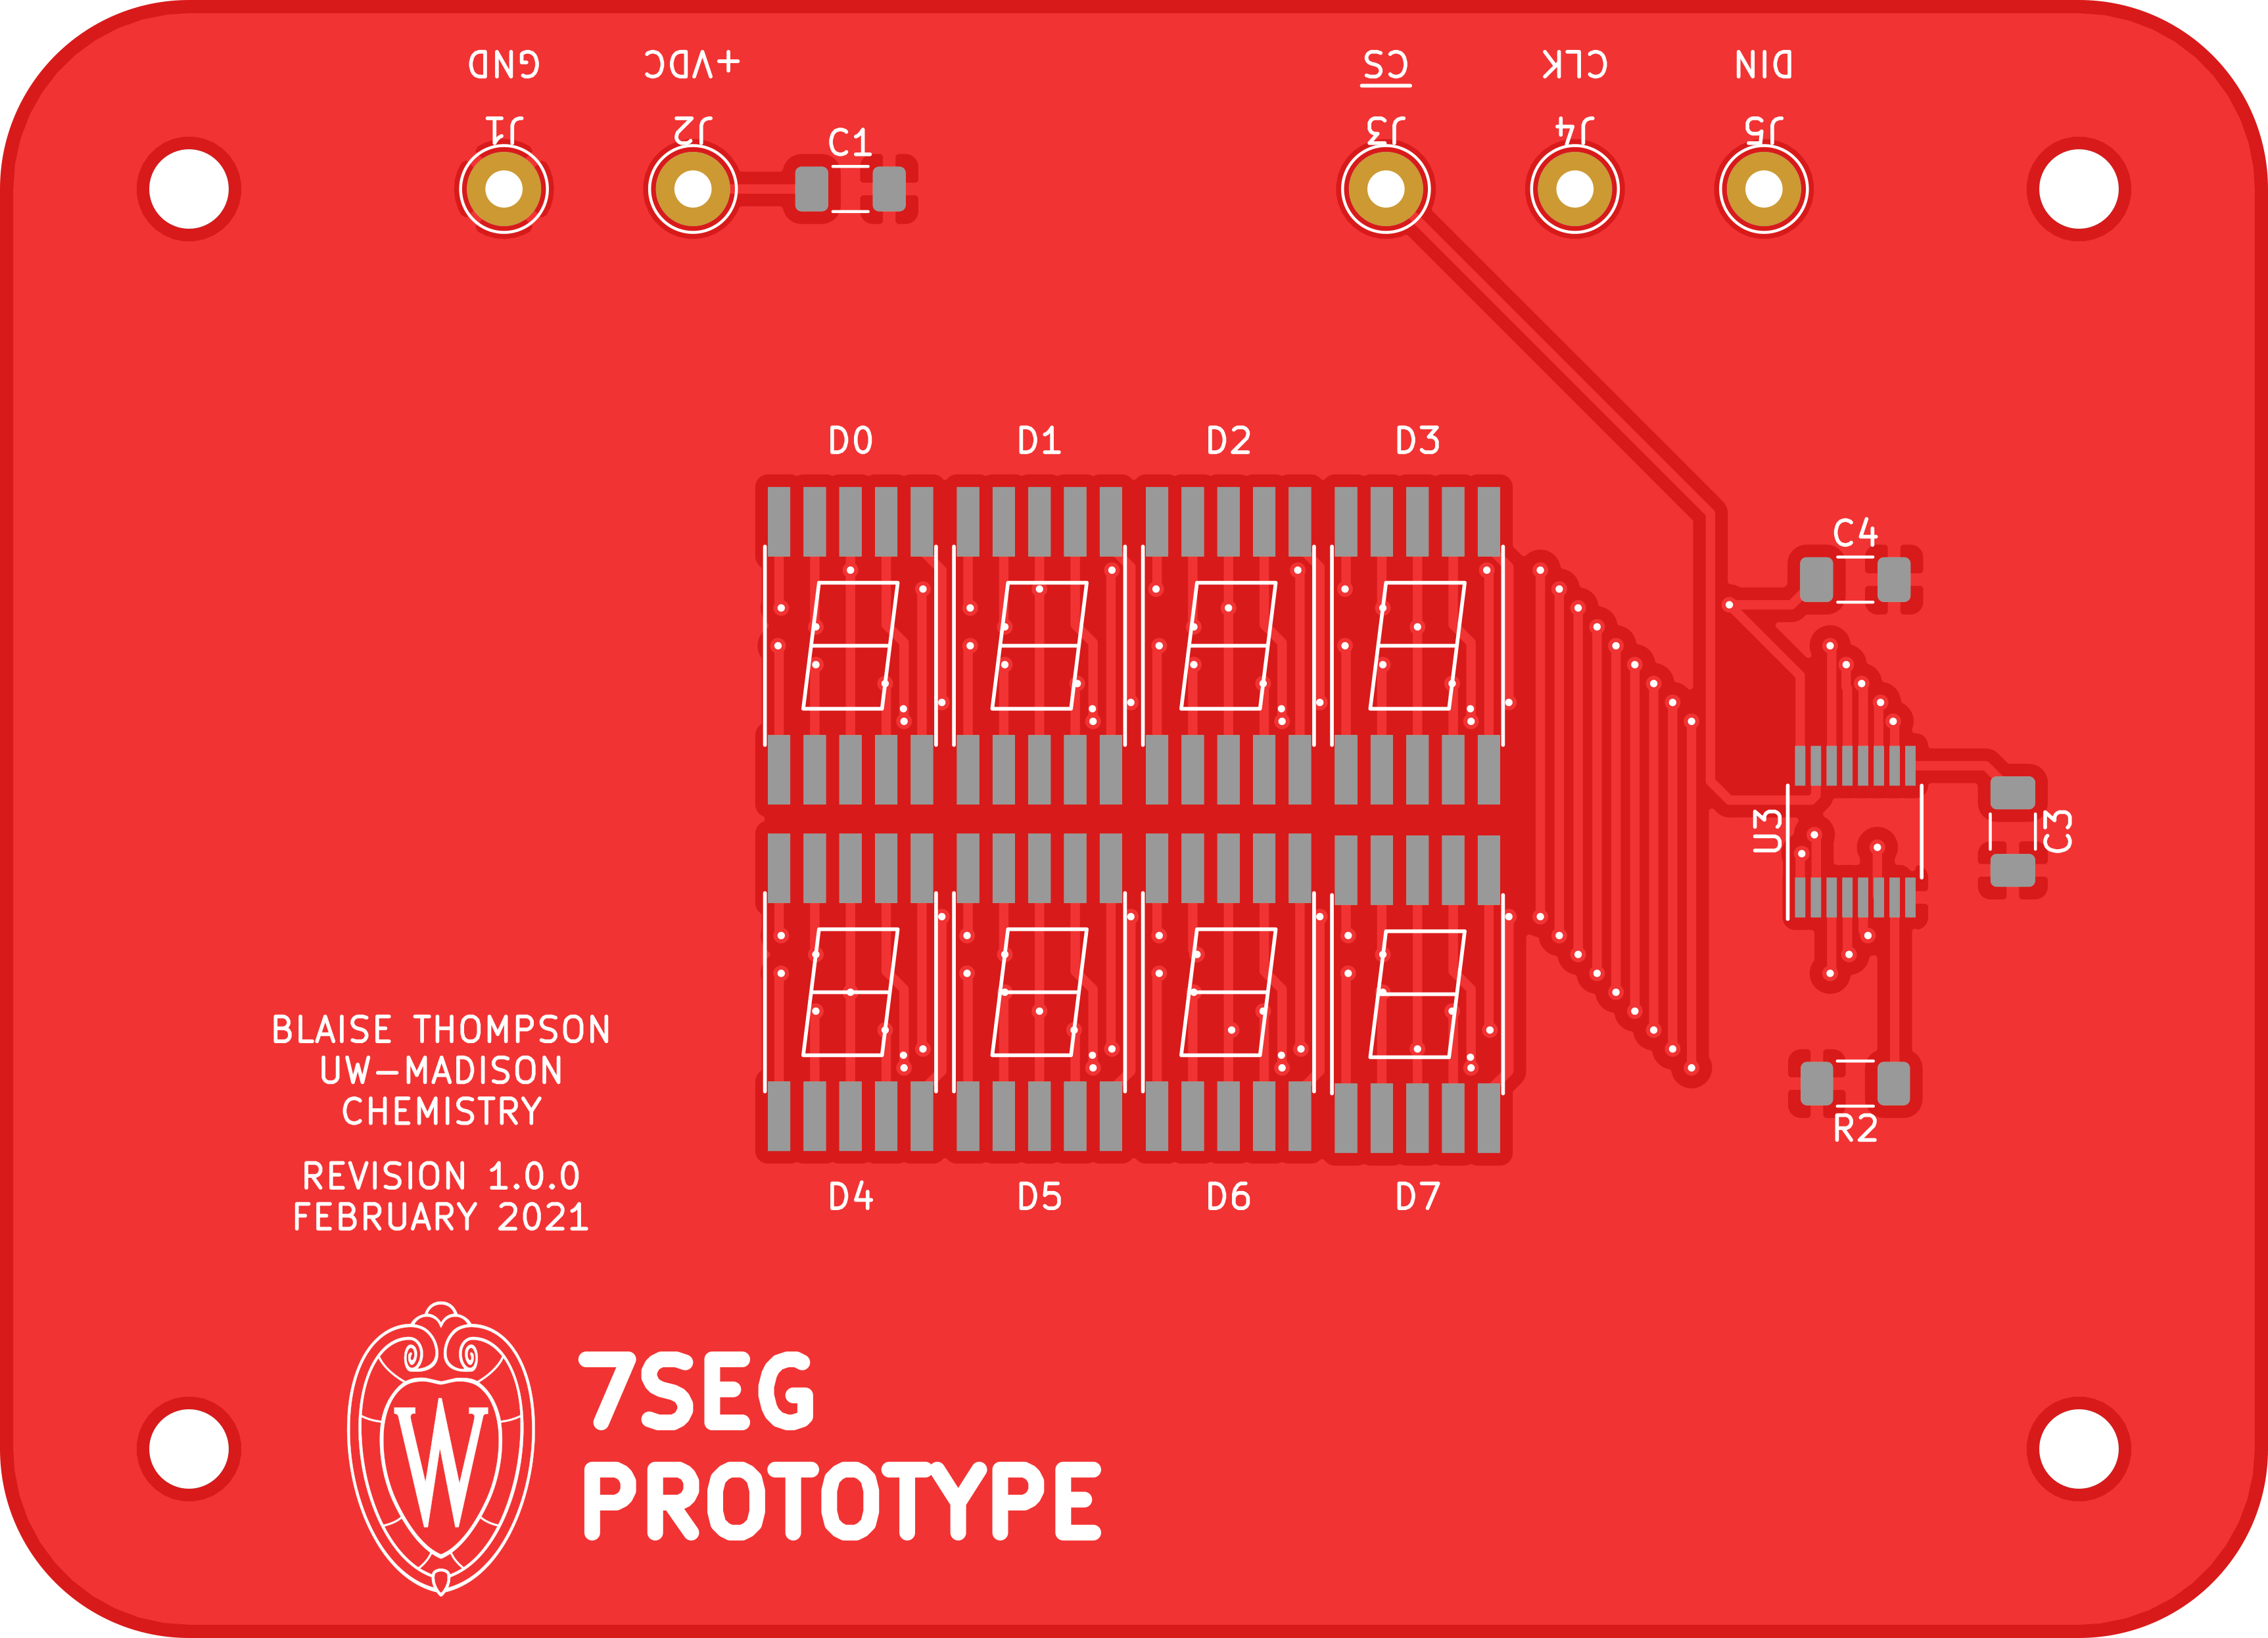 GND +VDC CS CLK DIN
J1 J2 J3 J4 J5
C1
D0 D1 D2 D3
C4
U3
C3
D4 D5 D6 D7
R2
BLAISE THOMPSON
UW-MADISON
CHEMISTRY
REVISION 1.0.0
FEBRUARY 2021
W
7SEG
PROTOTYPE